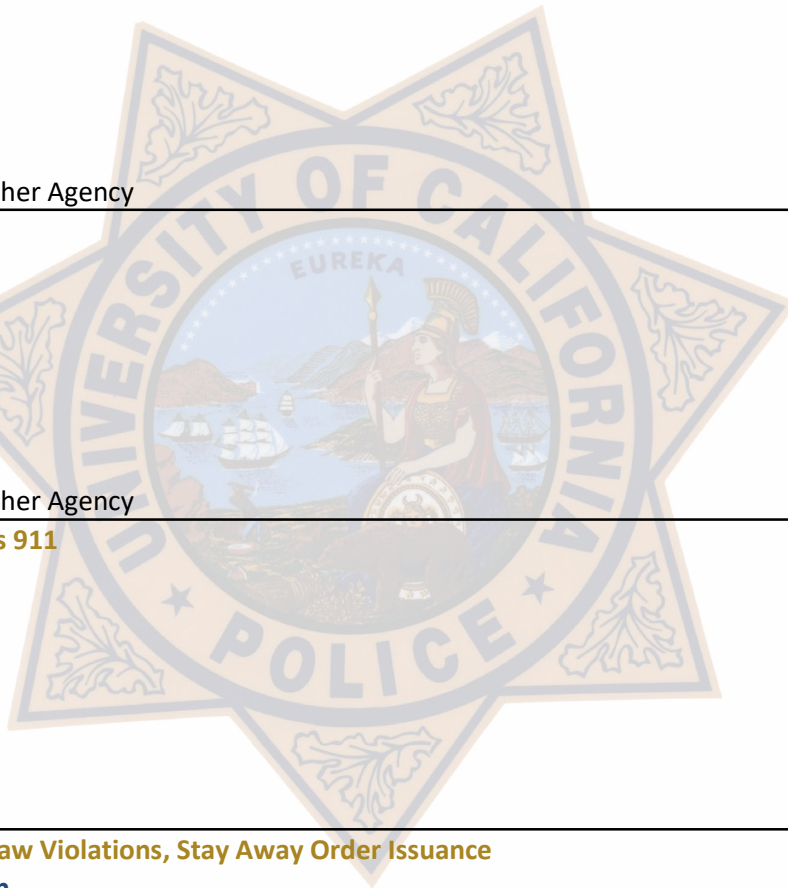 her Agency
UNIVERSITY OF CALIFORNIA
EUREKA
her Agency
s 911
POLICE
aw Violations, Stay Away Order Issuance